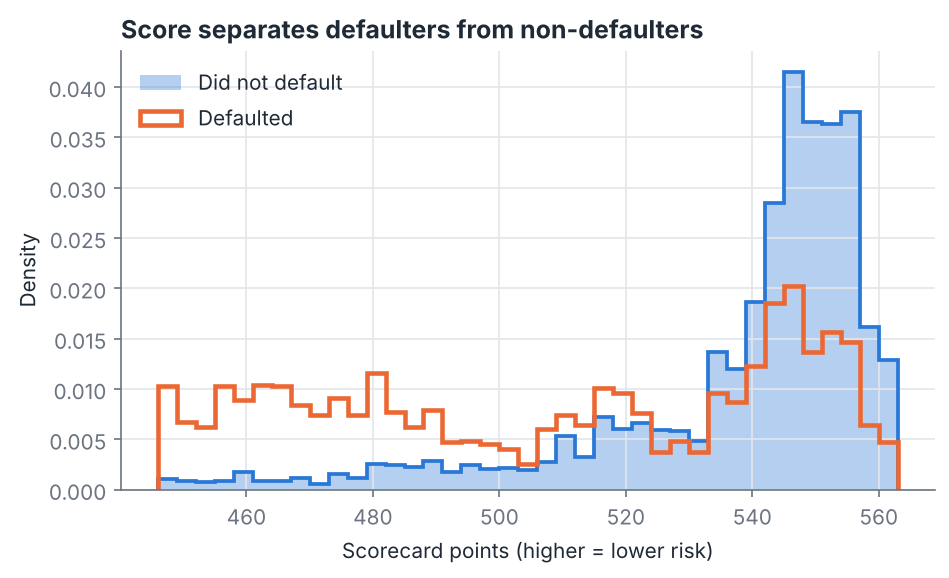 Score separates defaulters from non-defaulters
Did not default
Defaulted
0.040
0.035
0.030
0.025
0.020
0.015
0.010
0.005
0.000
Density
460 480 500 520 540 560
Scorecard points (higher = lower risk)